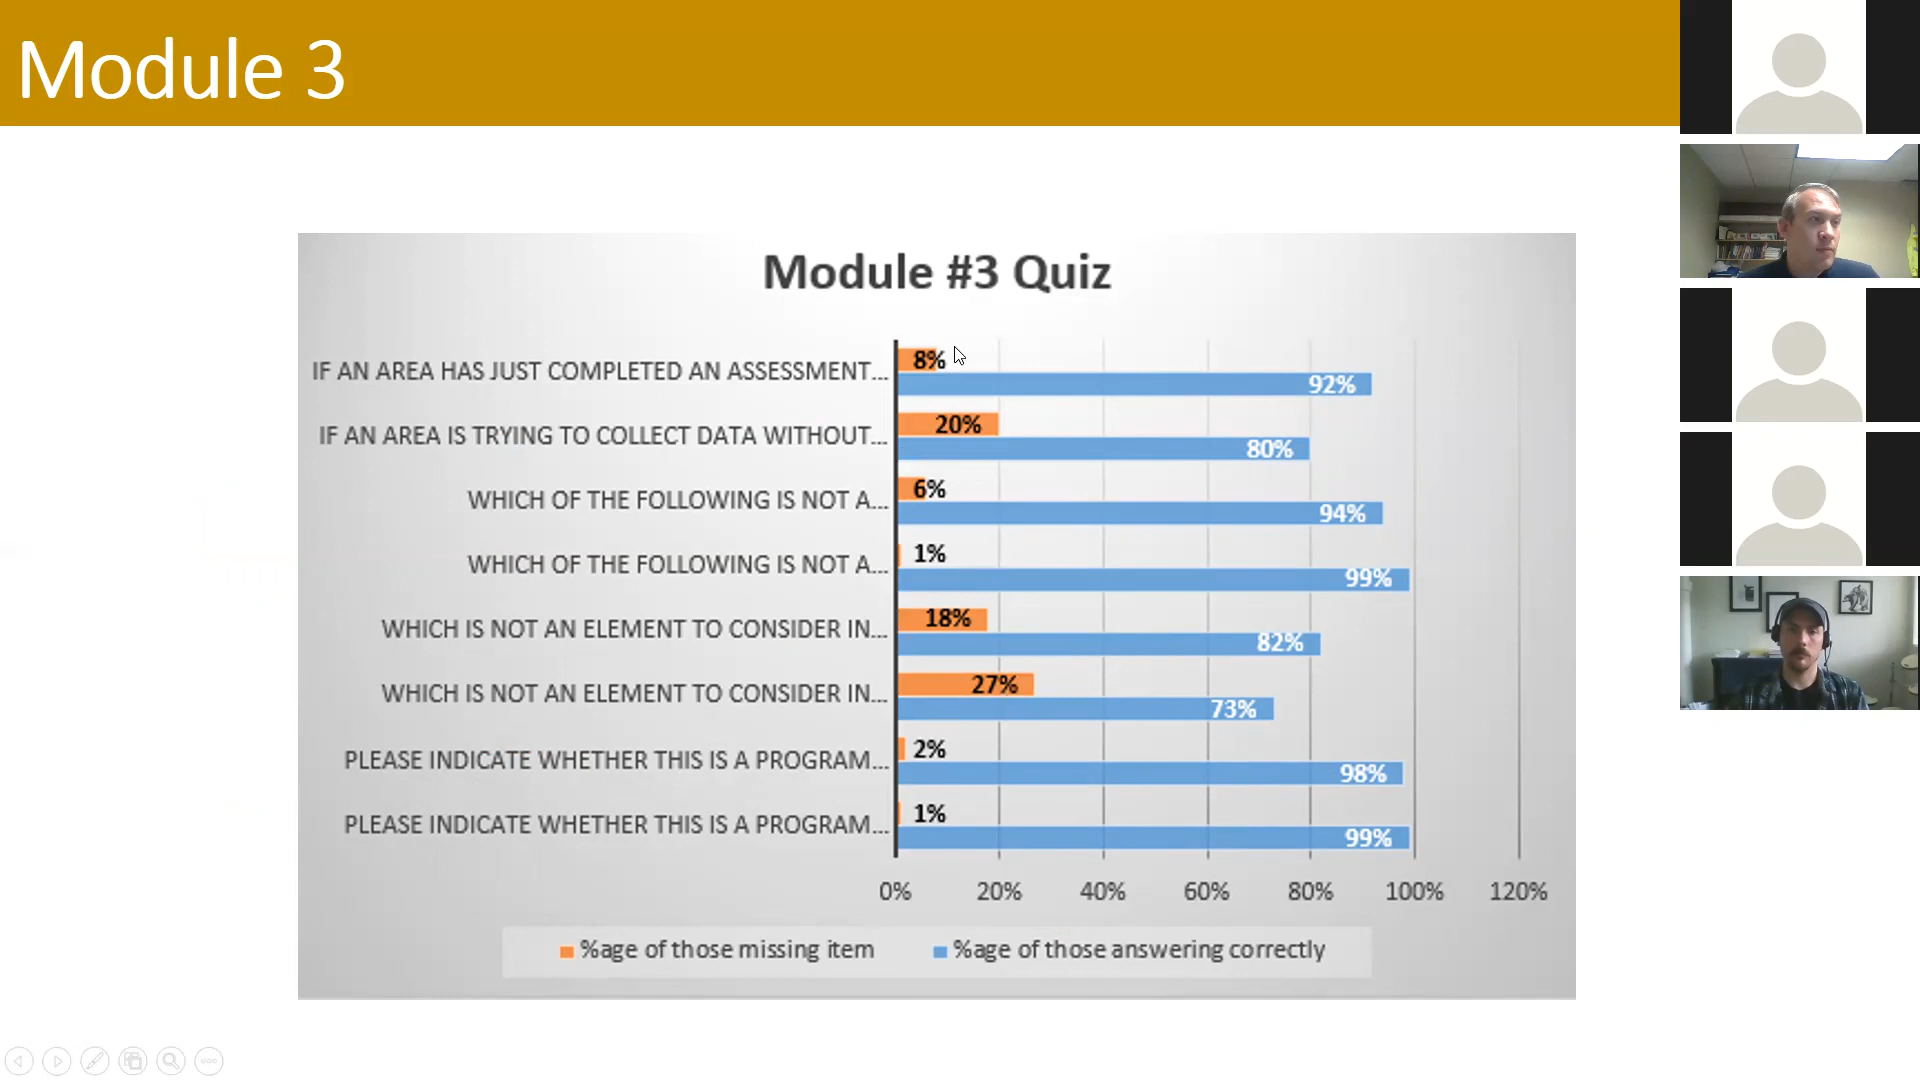 Module 3
Module #3 Quiz
IF AN AREA HAS JUST COMPLETED AN ASSESSMENT...
8%
92%
IF AN AREA IS TRYING TO COLLECT DATA WITHOUT...
20%
80%
WHICH OF THE FOLLOWING IS NOT A...
6%
94%
WHICH OF THE FOLLOWING IS NOT A...
1%
99%
WHICH IS NOT AN ELEMENT TO CONSIDER IN...
18%
82%
WHICH IS NOT AN ELEMENT TO CONSIDER IN...
27%
73%
PLEASE INDICATE WHETHER THIS IS A PROGRAM...
2%
98%
PLEASE INDICATE WHETHER THIS IS A PROGRAM...
1%
99%
0% 20% 40% 60% 80% 100% 120%
%age of those missing item %age of those answering correctly